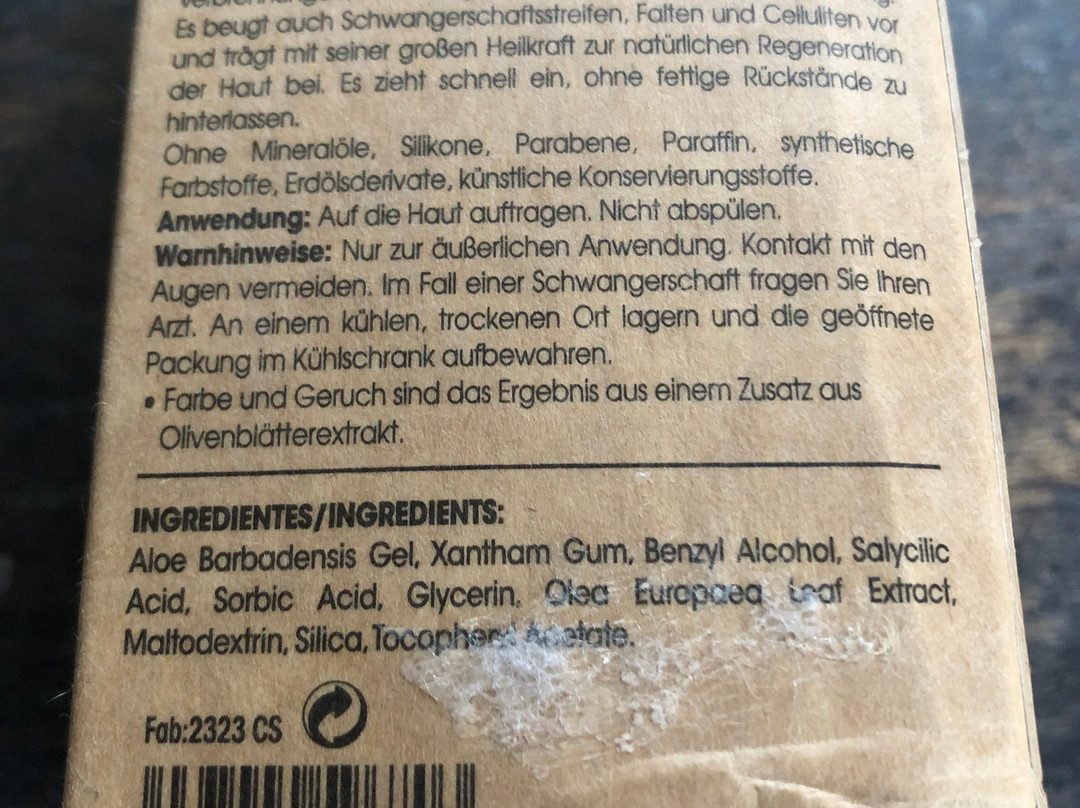 Es beugt auch Schwangerschaftsstreifen, Falten und Celluliten vor
und trägt mit seiner großen Heilkraft zur natürlichen Regeneration
der Haut bei. Es zieht schnell ein, ohne fettige Rückstände zu
hinterlassen.
Ohne Mineralöle, Silikone, Parabene, Paraffin, synthetische
Farbstoffe, Erdölsderivate, künstliche Konservierungsstoffe.
Anwendung: Auf die Haut auftragen. Nicht abspülen.
Warnhinweise: Nur zur äußerlichen Anwendung. Kontakt mit den
Augen vermeiden. Im Fall einer Schwangerschaft fragen Sie Ihren
Arzt. An einem kühlen, trockenen Ort lagern und die geöffnete
Packung im Kühlschrank aufbewahren.
• Farbe und Geruch sind das Ergebnis aus einem Zusatz aus
Olivenblätterextrakt.
INGREDIENTES/INGREDIENTS:
Aloe Barbadensis Gel, Xantham Gum, Benzyl Alcohol, Salycilic
Acid, Sorbic Acid, Glycerin, Olea Europaea Leaf Extract,
Maltodextrin, Silica, Tocopherol Acetate.
Fab:2323 CS